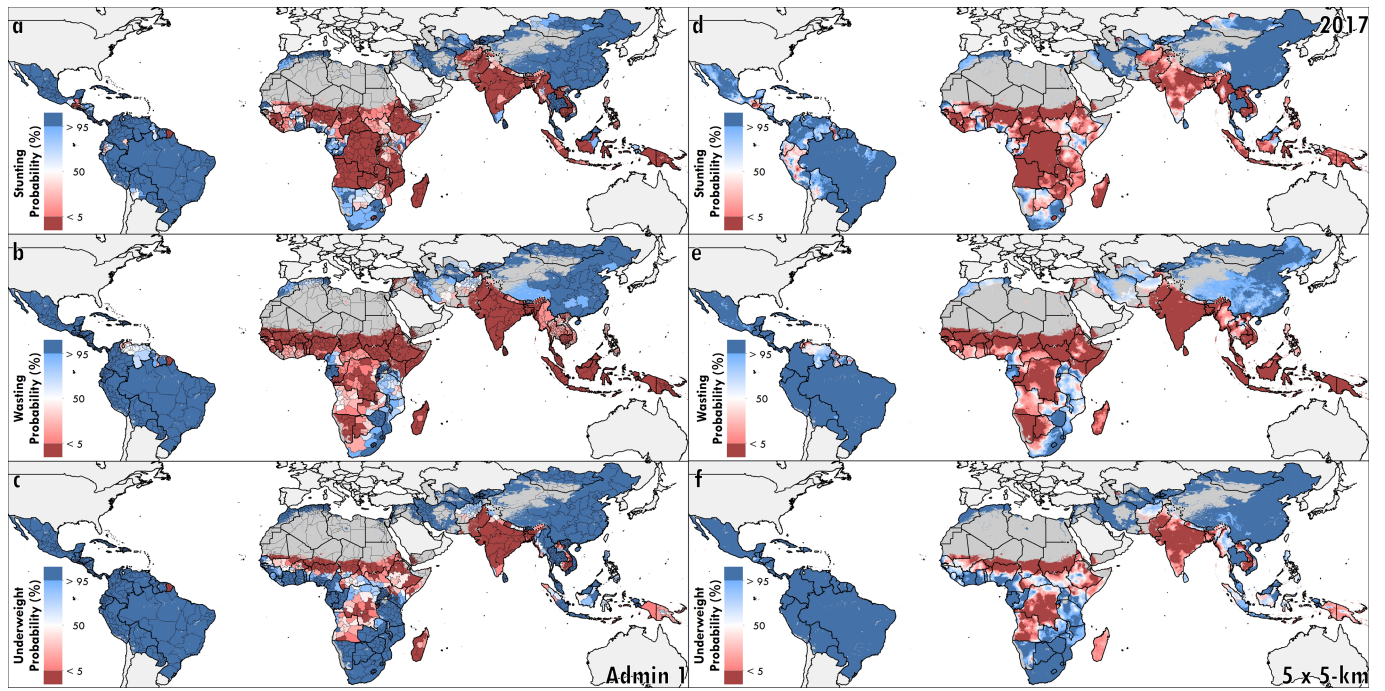 a
Stunting
Probability (%)
> 95
50
< 5
d
2017
Stunting
Probability (%)
> 95
50
< 5
b
Wasting
Probability (%)
> 95
50
< 5
e
Wasting
Probability (%)
> 95
50
< 5
c
Underweight
Probability (%)
> 95
50
< 5
Admin 1
f
Underweight
Probability (%)
> 95
50
< 5
5 x 5-km